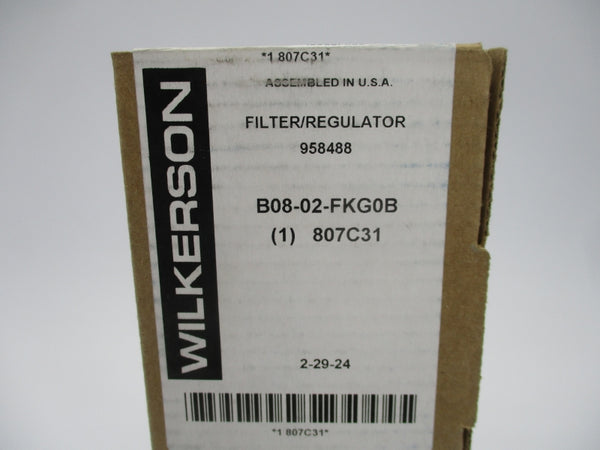 *1 807C31*
ASSEMBLED IN U.S.A.
WILKERSON
FILTER/REGULATOR
958488
B08-02-FKG0B
(1) 807C31
2-29-24
*1 807C31*